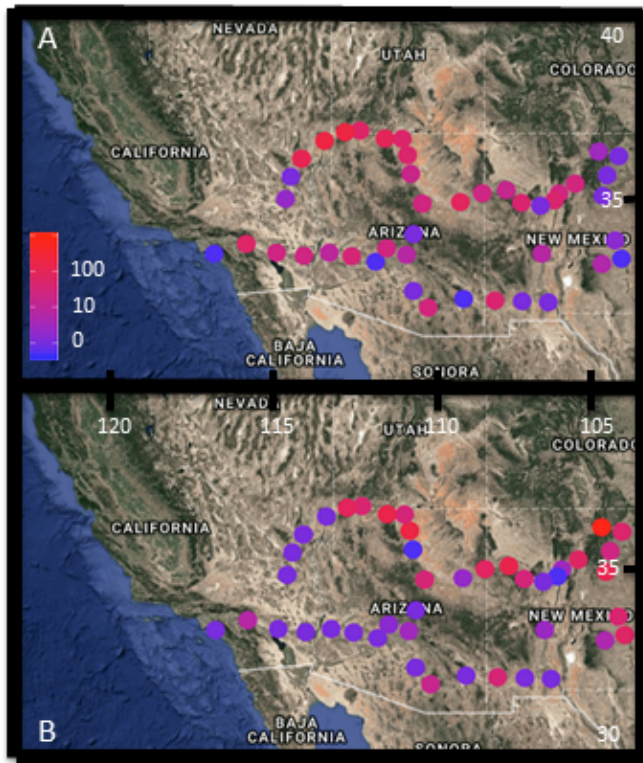 A
NEVADA
40
UTAH
COLORADO
CALIFORNIA
35
ARIZONA
NEW MEXICO
100
10
0
BAJA
CALIFORNIA
SONORA
120
115
110
105
NEVADA
UTAH
COLORADO
CALIFORNIA
35
ARIZONA
NEW MEXICO
BAJA
CALIFORNIA
SONORA
B
30